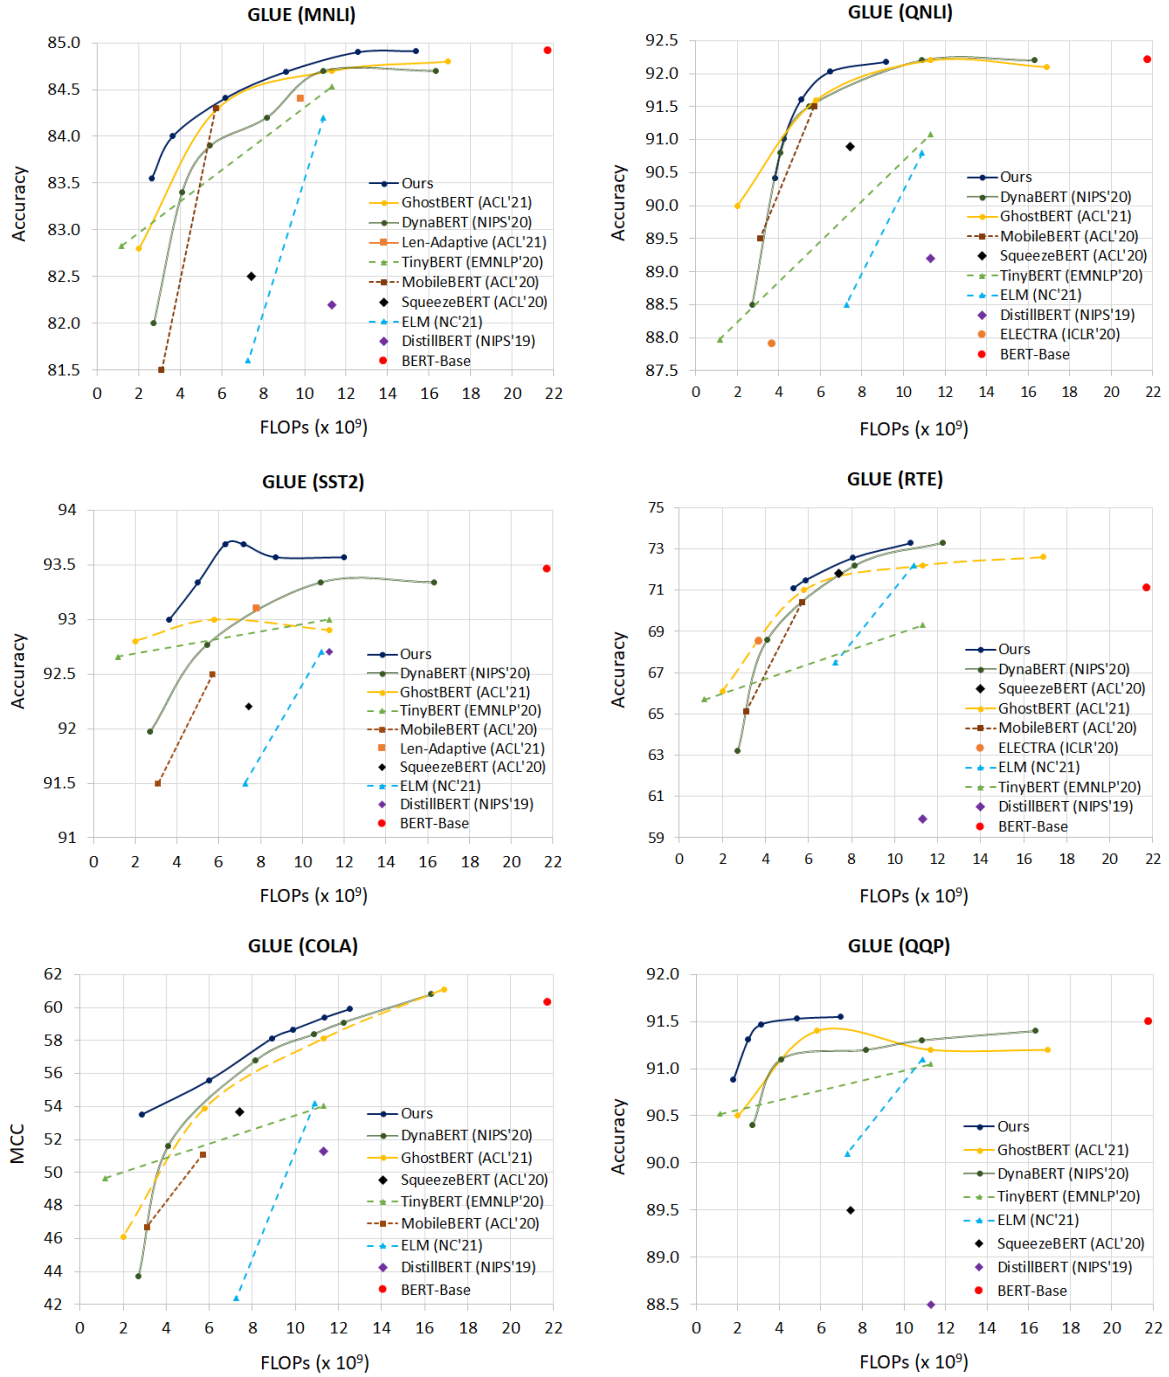 GLUE (MNLI)
85.0
84.5
84.0
83.5
83.0
82.5
82.0
81.5
Accuracy
0 2 4 6 8 10 12 14 16 18 20 22
FLOPs (x 10⁹)
Ours
GhostBERT (ACL'21)
DynaBERT (NIPS'20)
Len-Adaptive (ACL'21)
TinyBERT (EMNLP'20)
MobileBERT (ACL'20)
SqueezeBERT (ACL'20)
ELM (NC'21)
DistillBERT (NIPS'19)
BERT-Base
GLUE (QNLI)
92.5
92.0
91.5
91.0
90.5
90.0
89.5
89.0
88.5
88.0
87.5
Accuracy
0 2 4 6 8 10 12 14 16 18 20 22
FLOPs (x 10⁹)
Ours
DynaBERT (NIPS'20)
GhostBERT (ACL'21)
MobileBERT (ACL'20)
SqueezeBERT (ACL'20)
TinyBERT (EMNLP'20)
ELM (NC'21)
DistillBERT (NIPS'19)
ELECTRA (ICLR'20)
BERT-Base
GLUE (SST2)
94
93.5
93
92.5
92
91.5
91
Accuracy
0 2 4 6 8 10 12 14 16 18 20 22
FLOPs (x 10⁹)
Ours
DynaBERT (NIPS'20)
GhostBERT (ACL'21)
TinyBERT (EMNLP'20)
MobileBERT (ACL'20)
Len-Adaptive (ACL'21)
SqueezeBERT (ACL'20)
ELM (NC'21)
DistillBERT (NIPS'19)
BERT-Base
GLUE (RTE)
75
73
71
69
67
65
63
61
59
Accuracy
0 2 4 6 8 10 12 14 16 18 20 22
FLOPs (x 10⁹)
Ours
DynaBERT (NIPS'20)
SqueezeBERT (ACL'20)
GhostBERT (ACL'21)
MobileBERT (ACL'20)
ELECTRA (ICLR'20)
ELM (NC'21)
TinyBERT (EMNLP'20)
DistillBERT (NIPS'19)
BERT-Base
GLUE (COLA)
62
60
58
56
54
52
50
48
46
44
42
MCC
0 2 4 6 8 10 12 14 16 18 20 22
FLOPs (x 10⁹)
Ours
DynaBERT (NIPS'20)
GhostBERT (ACL'21)
SqueezeBERT (ACL'20)
TinyBERT (EMNLP'20)
MobileBERT (ACL'20)
ELM (NC'21)
DistillBERT (NIPS'19)
BERT-Base
GLUE (QQP)
92.0
91.5
91.0
90.5
90.0
89.5
89.0
88.5
Accuracy
0 2 4 6 8 10 12 14 16 18 20 22
FLOPs (x 10⁹)
Ours
GhostBERT (ACL'21)
DynaBERT (NIPS'20)
TinyBERT (EMNLP'20)
ELM (NC'21)
SqueezeBERT (ACL'20)
DistillBERT (NIPS'19)
BERT-Base